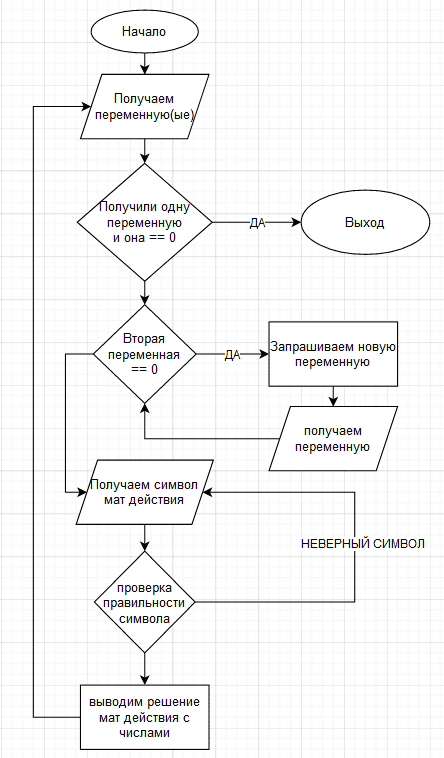 Начало
Получаем
переменную(ые)
Получили одну
переменную
и она == 0
ДА
Выход
Вторая
переменная
== 0
ДА
Запрашиваем новую
переменную
получаем
переменную
Получаем символ
мат действия
НЕВЕРНЫЙ СИМВОЛ
проверка
правильности
символа
выводим решение
мат действия с
числами